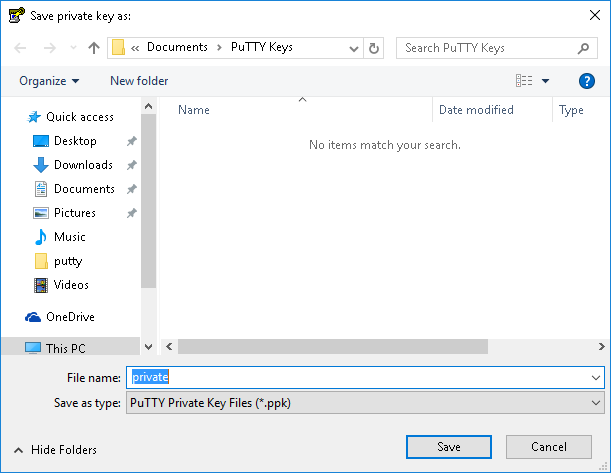 Save private key as:
« Documents › PuTTY Keys
Search PuTTY Keys
Organize
New folder
?
Name
Date modified
Type
No items match your search.
Quick access
Desktop
Downloads
Documents
Pictures
Music
putty
Videos
OneDrive
This PC
File name: private
Save as type: PuTTY Private Key Files (*.ppk)
Hide Folders
Save
Cancel